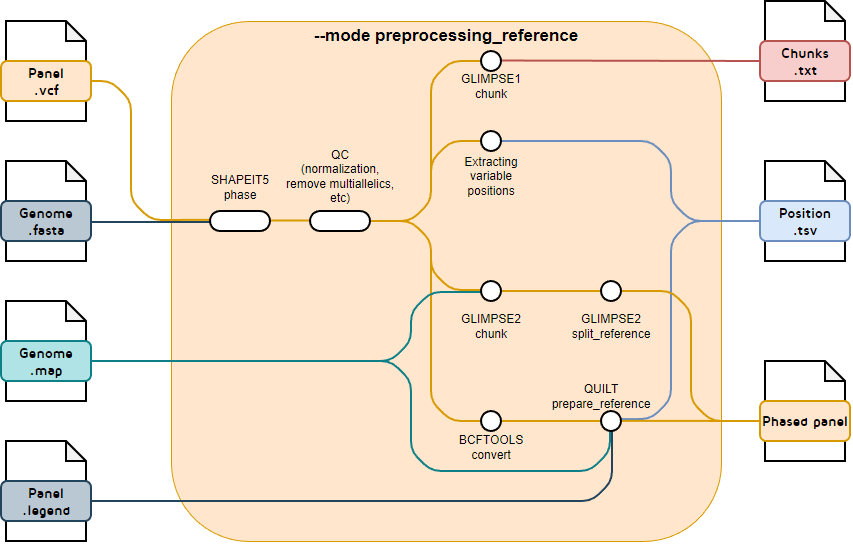 --mode preprocessing_reference
Panel
.vcf
Genome
.fasta
Genome
.map
Panel
.legend
SHAPEIT5
phase
QC
(normalization,
remove multiallelics,
etc)
GLIMPSE1
chunk
Extracting
variable
positions
GLIMPSE2
chunk
GLIMPSE2
split_reference
BCFTOOLS
convert
QUILT
prepare_reference
Chunks
.txt
Position
.tsv
Phased panel